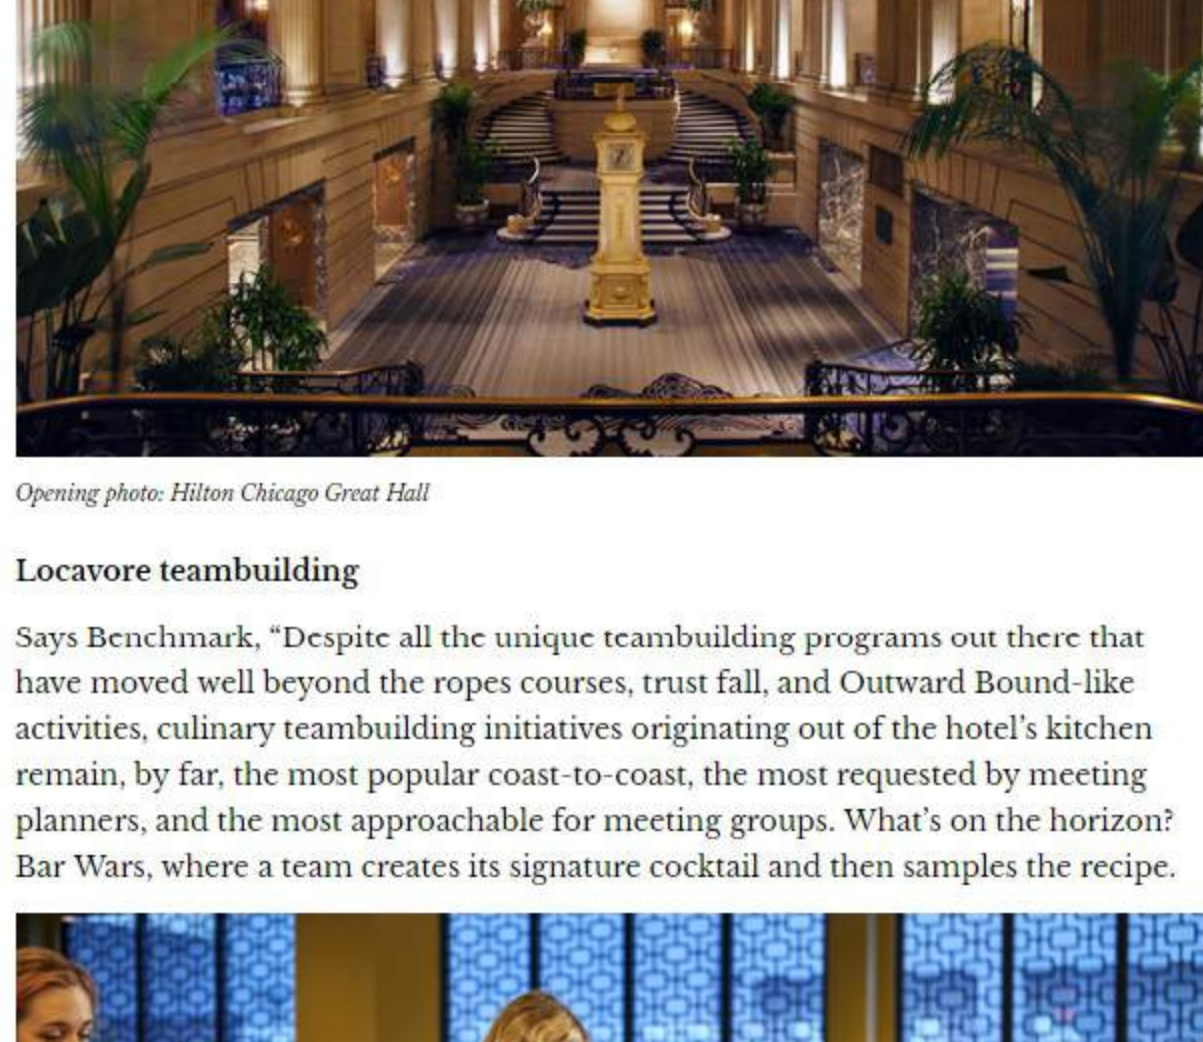 Opening photo: Hilton Chicago Great Hall
Locavore teambuilding
Says Benchmark, “Despite all the unique teambuilding programs out there that
have moved well beyond the ropes courses, trust fall, and Outward Bound-like
activities, culinary teambuilding initiatives originating out of the hotel’s kitchen
remain, by far, the most popular coast-to-coast, the most requested by meeting
planners, and the most approachable for meeting groups. What’s on the horizon?
Bar Wars, where a team creates its signature cocktail and then samples the recipe.